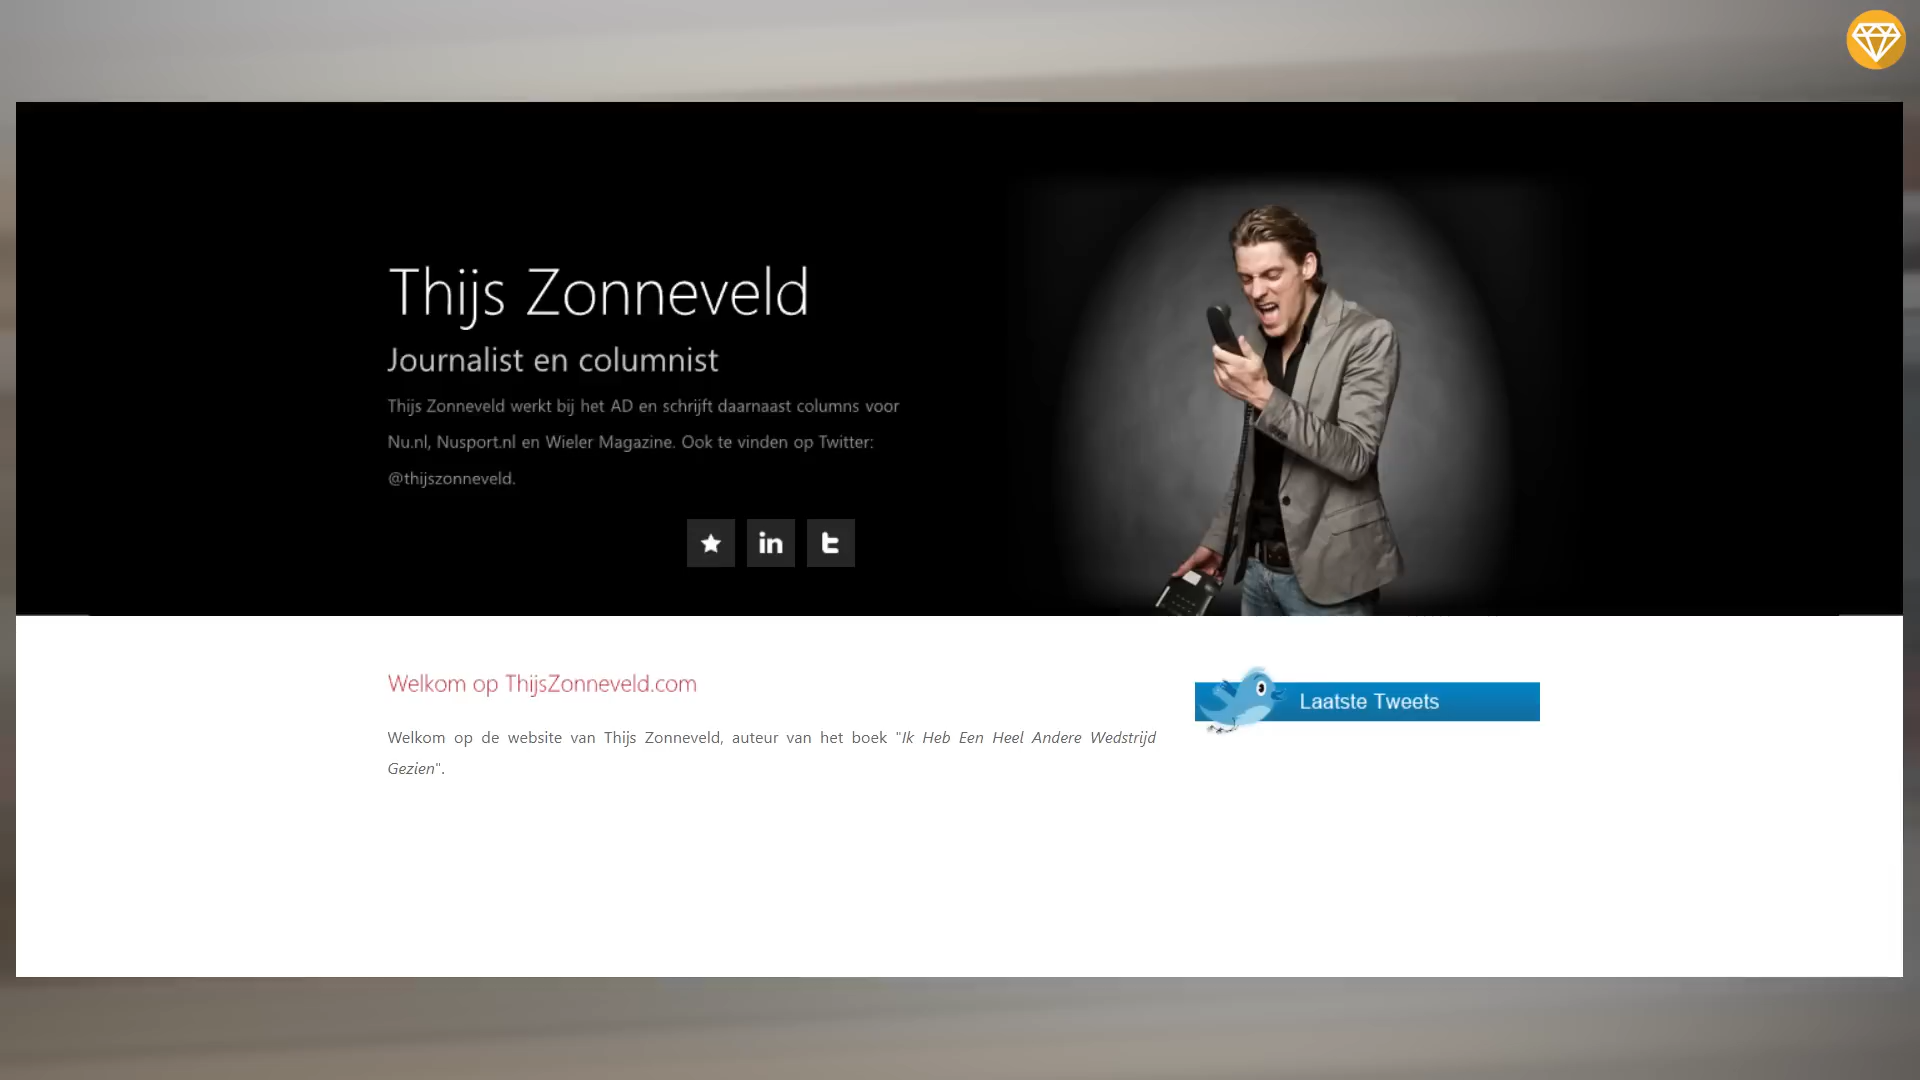 Thijs Zonneveld
Journalist en columnist
Thijs Zonneveld werkt bij het AD en schrijft daarnaast columns voor
Nu.nl, Nusport.nl en Wieler Magazine. Ook te vinden op Twitter:
@thijszonneveld.
in t
Welkom op ThijsZonneveld.com
Welkom op de website van Thijs Zonneveld, auteur van het boek "Ik Heb Een Heel Andere Wedstrijd
Gezien".
Laatste Tweets